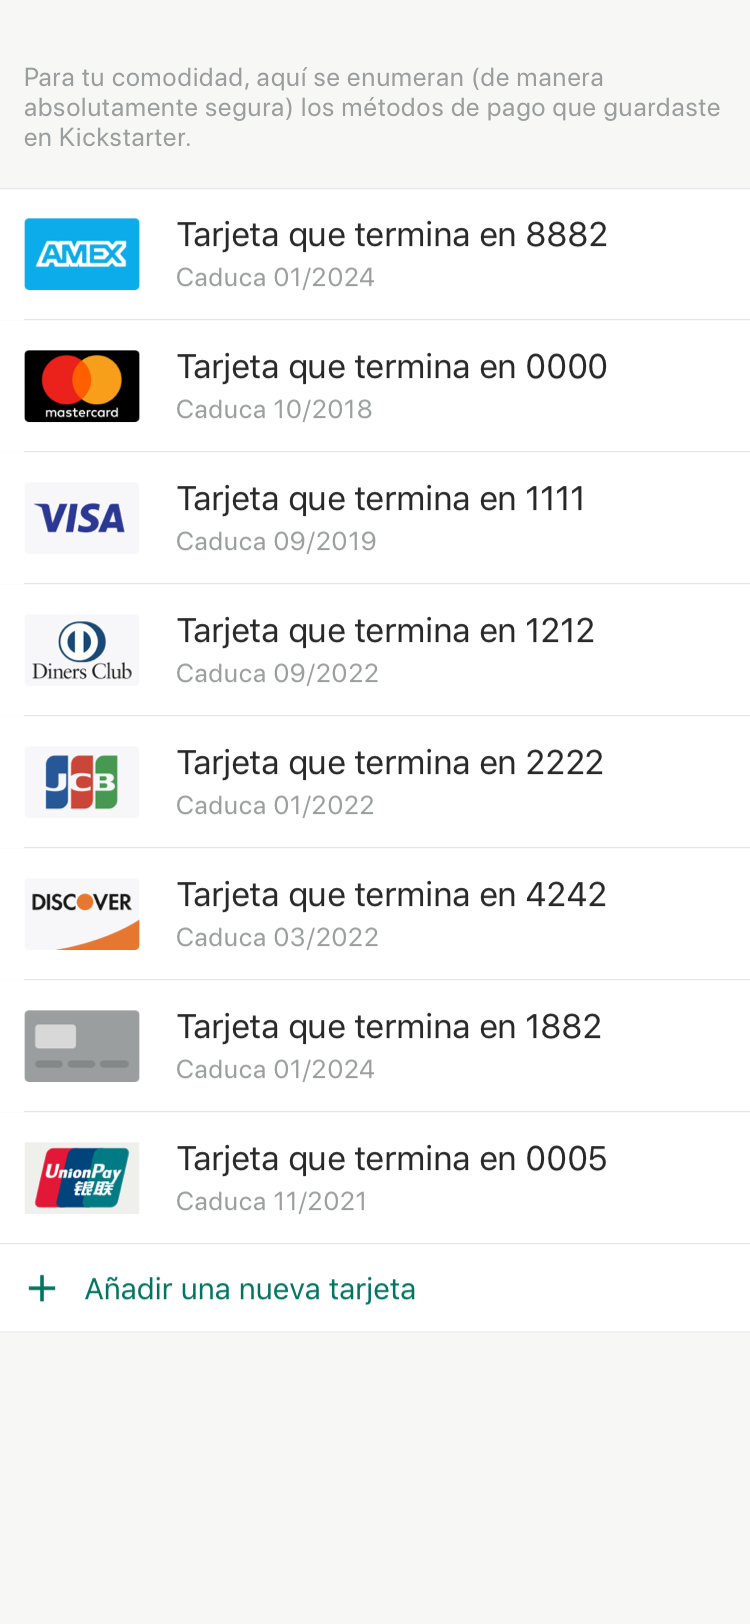 Para tu comodidad, aquí se enumeran (de manera
absolutamente segura) los métodos de pago que guardaste
en Kickstarter.
AMEX
Tarjeta que termina en 8882
Caduca 01/2024
mastercard
Tarjeta que termina en 0000
Caduca 10/2018
VISA
Tarjeta que termina en 1111
Caduca 09/2019
Diners Club
Tarjeta que termina en 1212
Caduca 09/2022
JCB
Tarjeta que termina en 2222
Caduca 01/2022
DISCOVER
Tarjeta que termina en 4242
Caduca 03/2022
Tarjeta que termina en 1882
Caduca 01/2024
UnionPay
银联
Tarjeta que termina en 0005
Caduca 11/2021
+ Añadir una nueva tarjeta